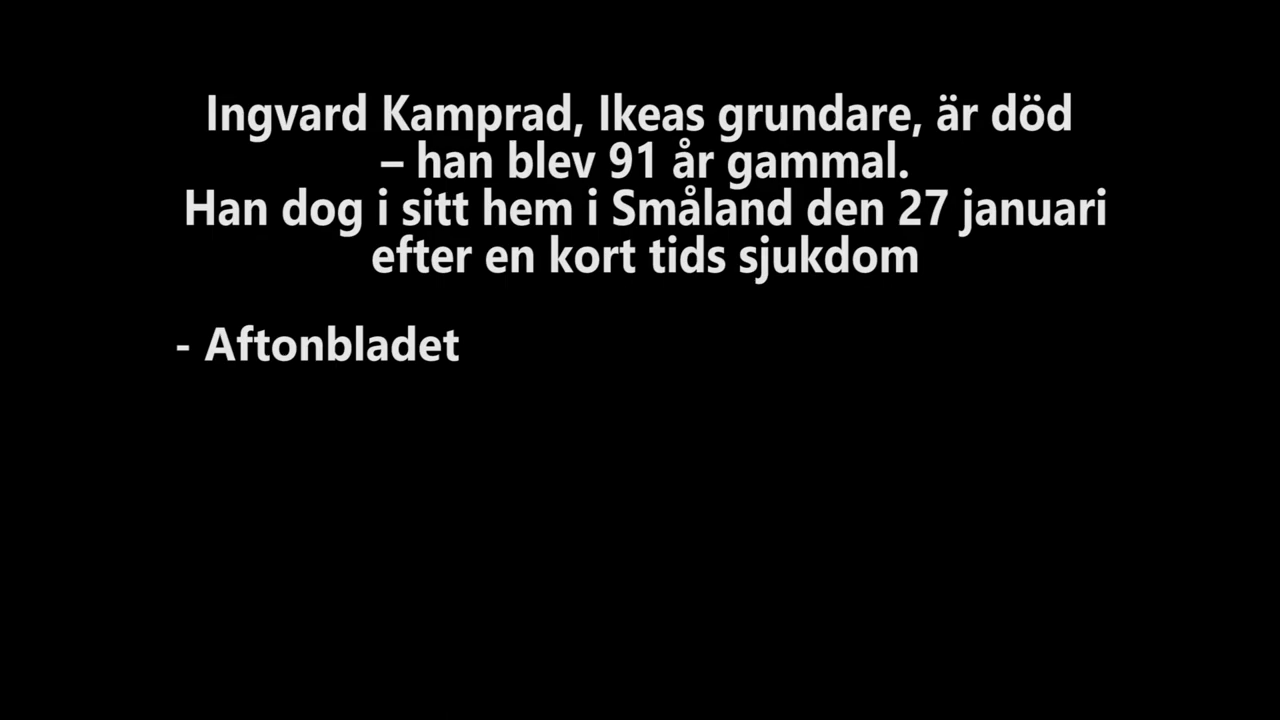 Ingvard Kamprad, Ikeas grundare, är död
– han blev 91 år gammal.
Han dog i sitt hem i Småland den 27 januari
efter en kort tids sjukdom
- Aftonbladet